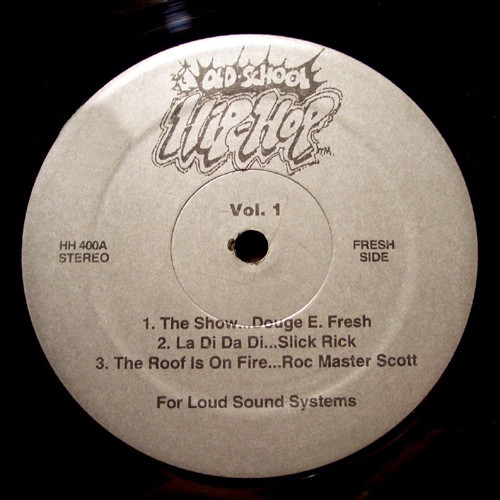 OLD-SCHOOL
HIP-HOP TM.
Vol. 1
HH 400A
STEREO
FRESH
SIDE
1. The Show...Douge E. Fresh
2. La Di Da Di...Slick Rick
3. The Roof Is On Fire...Roc Master Scott
For Loud Sound Systems